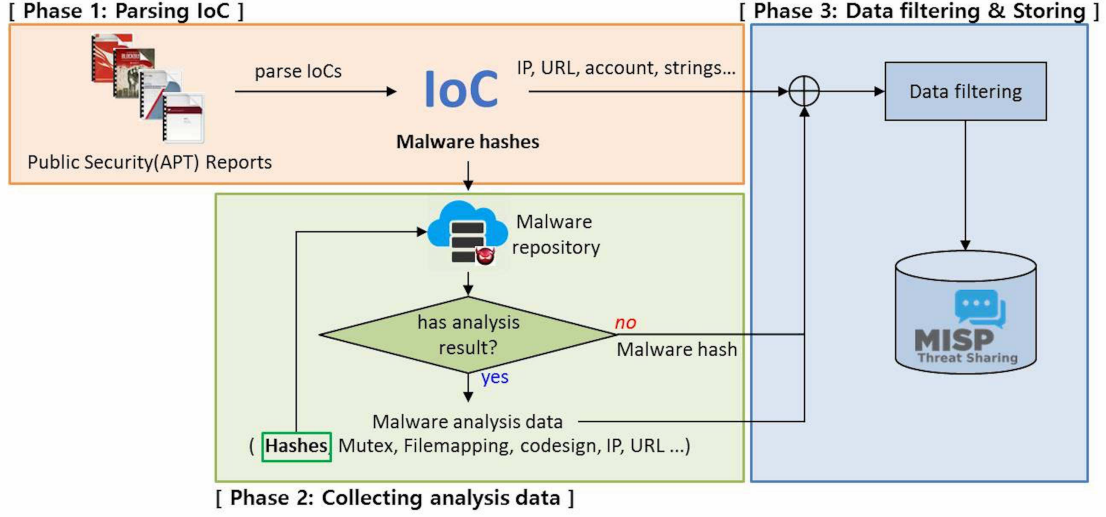 [ Phase 1: Parsing IoC ]
[ Phase 3: Data filtering & Storing ]
parse IoCs
IoC
IP, URL, account, strings...
Data filtering
Malware hashes
Public Security(APT) Reports
Malware
repository
has analysis
result?
no
Malware hash
yes
MISP
Threat Sharing
Malware analysis data
( Hashes, Mutex, Filemapping, codesign, IP, URL ...)
[ Phase 2: Collecting analysis data ]